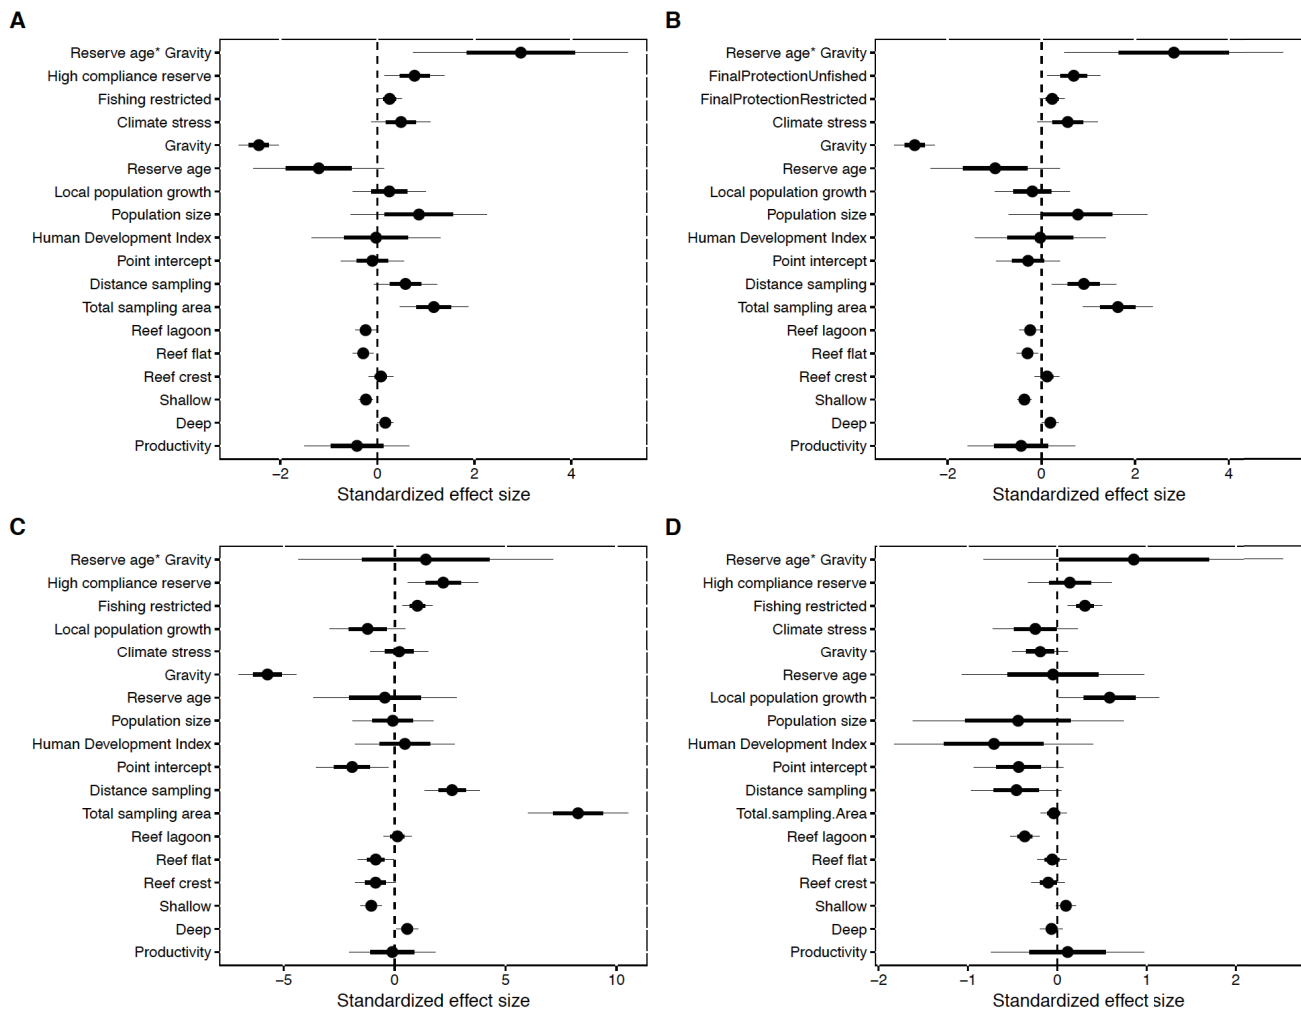 A
Reserve age* Gravity
High compliance reserve
Fishing restricted
Climate stress
Gravity
Reserve age
Local population growth
Population size
Human Development Index
Point intercept
Distance sampling
Total sampling area
Reef lagoon
Reef flat
Reef crest
Shallow
Deep
Productivity
−2 0 2 4
Standardized effect size
B
Reserve age* Gravity
FinalProtectionUnfished
FinalProtectionRestricted
Climate stress
Gravity
Reserve age
Local population growth
Population size
Human Development Index
Point intercept
Distance sampling
Total sampling area
Reef lagoon
Reef flat
Reef crest
Shallow
Deep
Productivity
−2 0 2 4
Standardized effect size
C
Reserve age* Gravity
High compliance reserve
Fishing restricted
Local population growth
Climate stress
Gravity
Reserve age
Population size
Human Development Index
Point intercept
Distance sampling
Total sampling area
Reef lagoon
Reef flat
Reef crest
Shallow
Deep
Productivity
−5 0 5 10
Standardized effect size
D
Reserve age* Gravity
High compliance reserve
Fishing restricted
Climate stress
Gravity
Reserve age
Local population growth
Population size
Human Development Index
Point intercept
Distance sampling
Total.sampling.Area
Reef lagoon
Reef flat
Reef crest
Shallow
Deep
Productivity
−2 −1 0 1 2
Standardized effect size